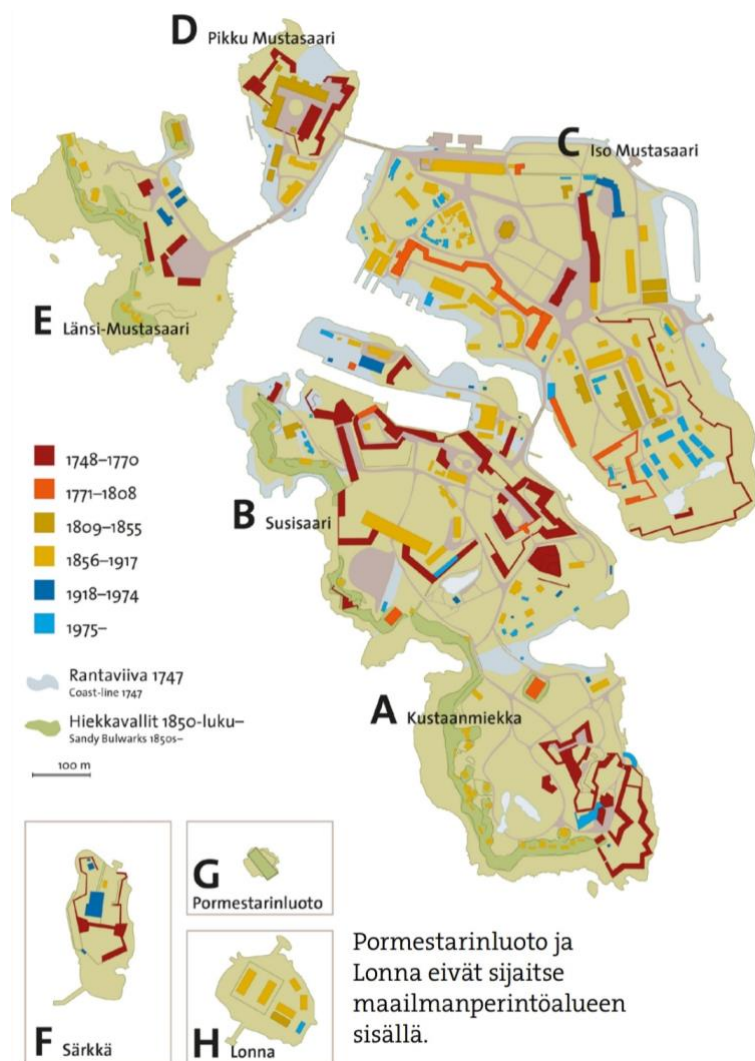 D Pikku Mustasaari
C Iso Mustasaari
E Länsi-Mustasaari
1748–1770
1771–1808
1809–1855
1856–1917
1918–1974
1975–
B Susisaari
Rantaviiva 1747
Coast-line 1747
Hiekkavallit 1850-luku–
Sandy Bulwarks 1850s–
100 m
A Kustaanmiekka
F Särkkä
G
Pormestarinluoto
H Lonna
Pormestarinluoto ja
Lonna eivät sijaitse
maailmanperintöalueen
sisällä.